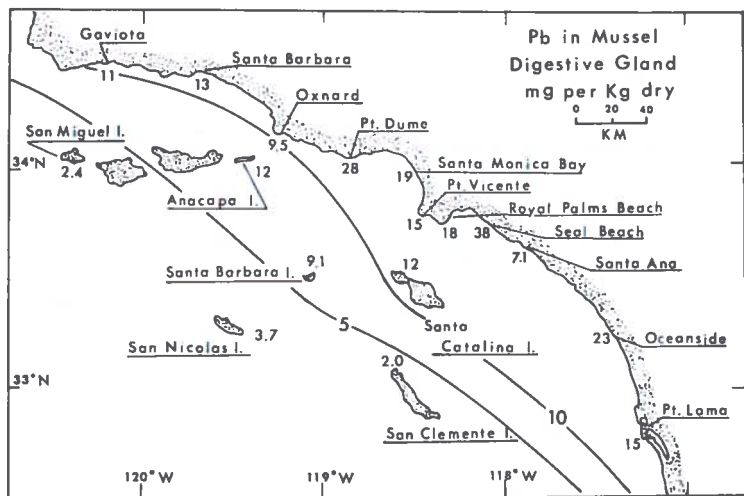 Pb in Mussel
Digestive Gland
mg per Kg dry
0 20 40
KM
Gaviota
11
Santa Barbara
13
Oxnard
9.5
Pt. Dume
28
San Miguel I.
2.4
34°N
12
Anacapa I.
19
Santa Monica Bay
Pt. Vicente
15
Royal Palms Beach
18
38
Seal Beach
7.1
Santa Ana
Santa Barbara I.
9.1
12
Santa
Catalina I.
5
San Nicolas I.
3.7
23
Oceanside
33°N
2.0
San Clemente I.
10
Pt. Loma
15
120°W
119°W
118°W